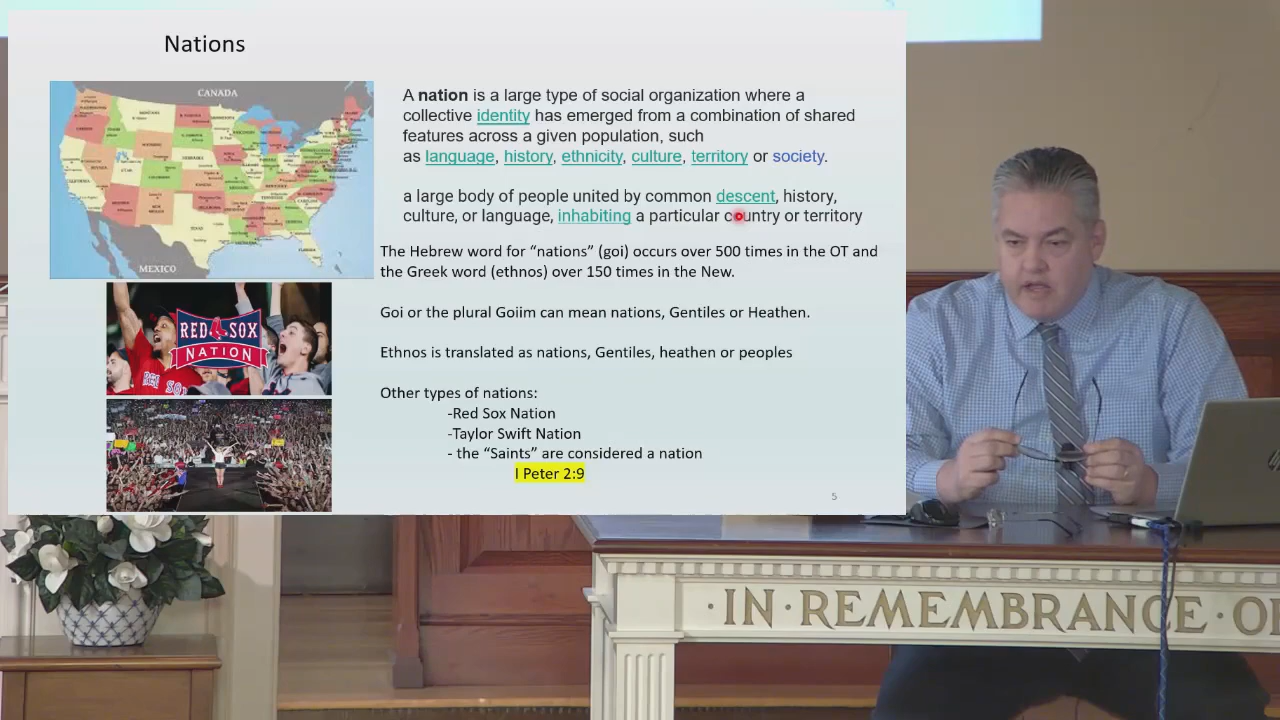 Nations
CANADA
TEXAS
MEXICO
A nation is a large type of social organization where a
collective identity has emerged from a combination of shared
features across a given population, such
as language, history, ethnicity, culture, territory or society.
a large body of people united by common descent, history,
culture, or language, inhabiting a particular country or territory
The Hebrew word for “nations” (goi) occurs over 500 times in the OT and
the Greek word (ethnos) over 150 times in the New.
Goi or the plural Goiim can mean nations, Gentiles or Heathen.
Ethnos is translated as nations, Gentiles, heathen or peoples
Other types of nations:
-Red Sox Nation
-Taylor Swift Nation
- the “Saints” are considered a nation
I Peter 2:9
RED SOX
NATION
5
·IN·REMEMBRANCE·O